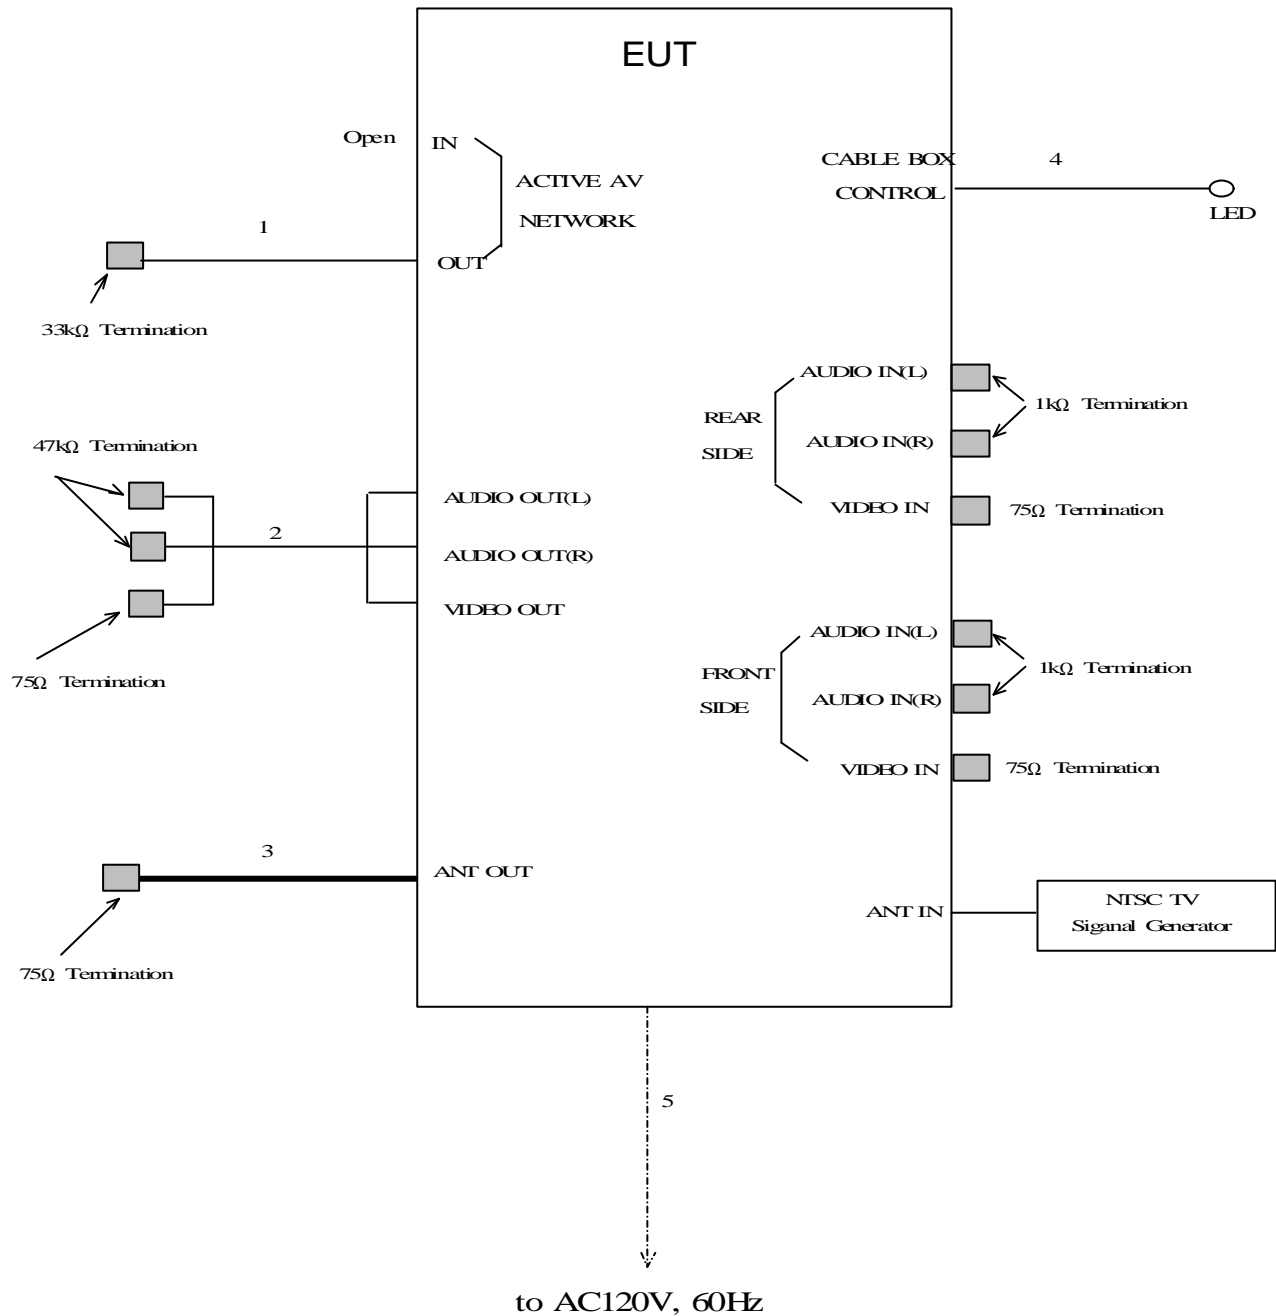 EUT
Open
IN
ACTIVE AV
NETWORK
OUT
1
33kΩ Termination
CABLE BOX
CONTROL
4
LED
47kΩ Termination
2
AUDIO OUT(L)
AUDIO OUT(R)
VIDEO OUT
75Ω Termination
REAR
SIDE
AUDIO IN(L)
AUDIO IN(R)
VIDEO IN
1kΩ Termination
75Ω Termination
FRONT
SIDE
AUDIO IN(L)
AUDIO IN(R)
VIDEO IN
1kΩ Termination
75Ω Termination
3
ANT OUT
75Ω Termination
ANT IN
NTSC TV
Siganal Generator
5
to AC120V, 60Hz